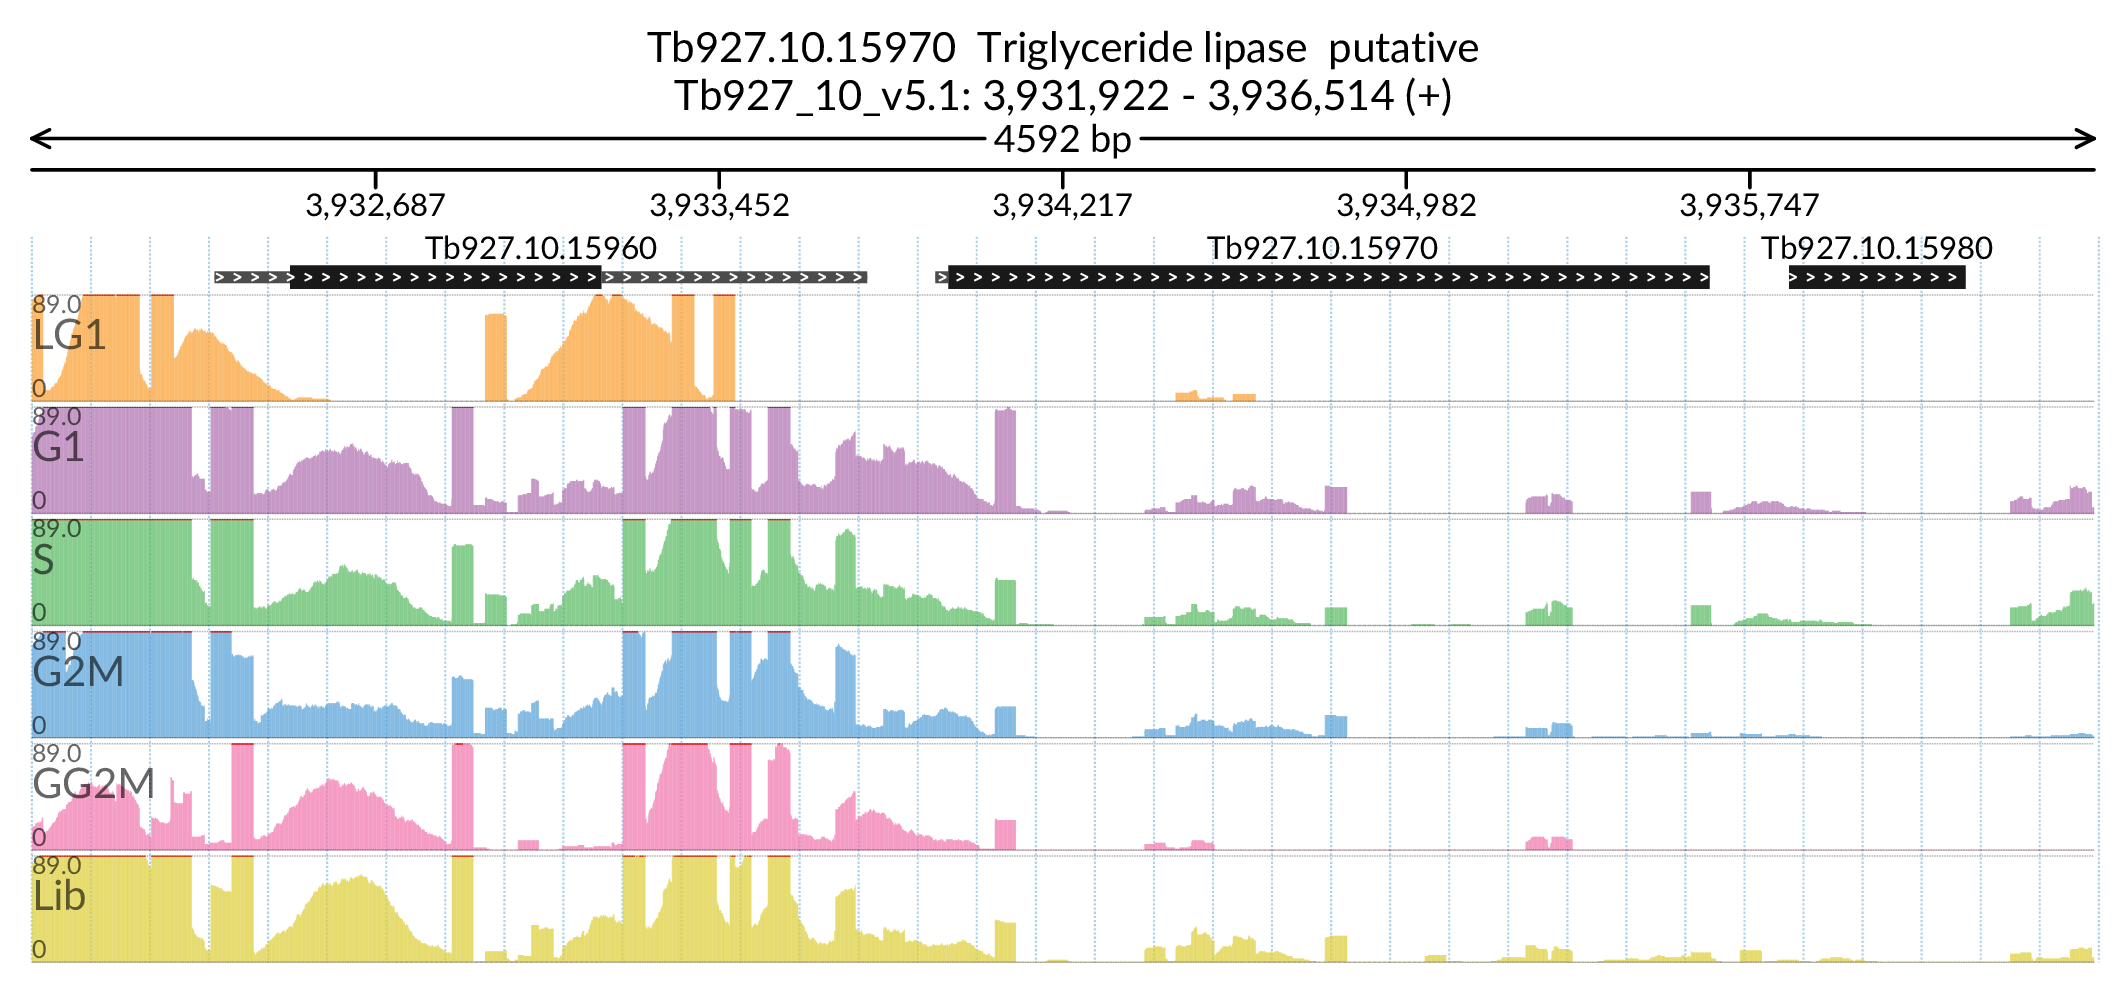 Tb927.10.15970 Triglyceride lipase putative
Tb927_10_v5.1: 3,931,922 - 3,936,514 (+)
4592 bp
3,932,687 3,933,452 3,934,217 3,934,982 3,935,747
Tb927.10.15960 Tb927.10.15970 Tb927.10.15980
89.0
LG1
0
89.0
G1
0
89.0
S
0
89.0
G2M
0
89.0
GG2M
0
89.0
Lib
0